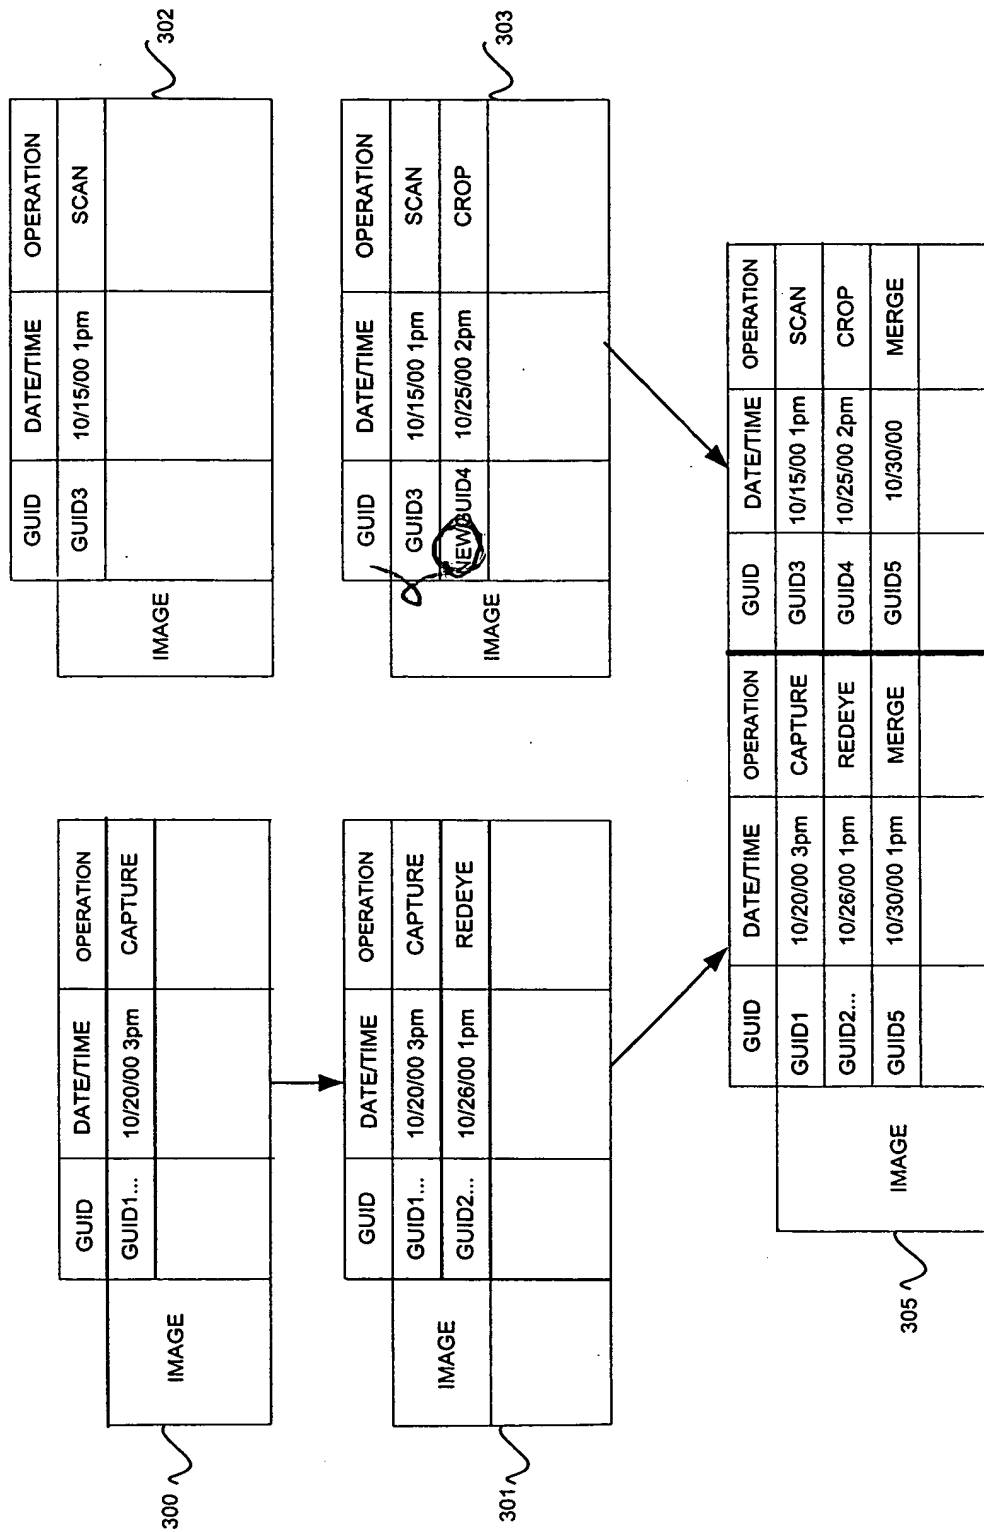 GUID DATE/TIME OPERATION
GUID1... 10/20/00 3pm CAPTURE
IMAGE
300
GUID DATE/TIME OPERATION
GUID3 10/15/00 1pm SCAN
IMAGE
302
GUID DATE/TIME OPERATION
GUID1... 10/20/00 3pm CAPTURE
GUID2... 10/26/00 1pm REDEYE
IMAGE
301
GUID DATE/TIME OPERATION
GUID3 10/15/00 1pm SCAN
NEW GUID4 10/25/00 2pm CROP
IMAGE
303
GUID DATE/TIME OPERATION GUID DATE/TIME OPERATION
GUID1 10/20/00 3pm CAPTURE GUID3 10/15/00 1pm SCAN
GUID2... 10/26/00 1pm REDEYE GUID4 10/25/00 2pm CROP
GUID5 10/30/00 1pm MERGE GUID5 10/30/00 MERGE
IMAGE
305